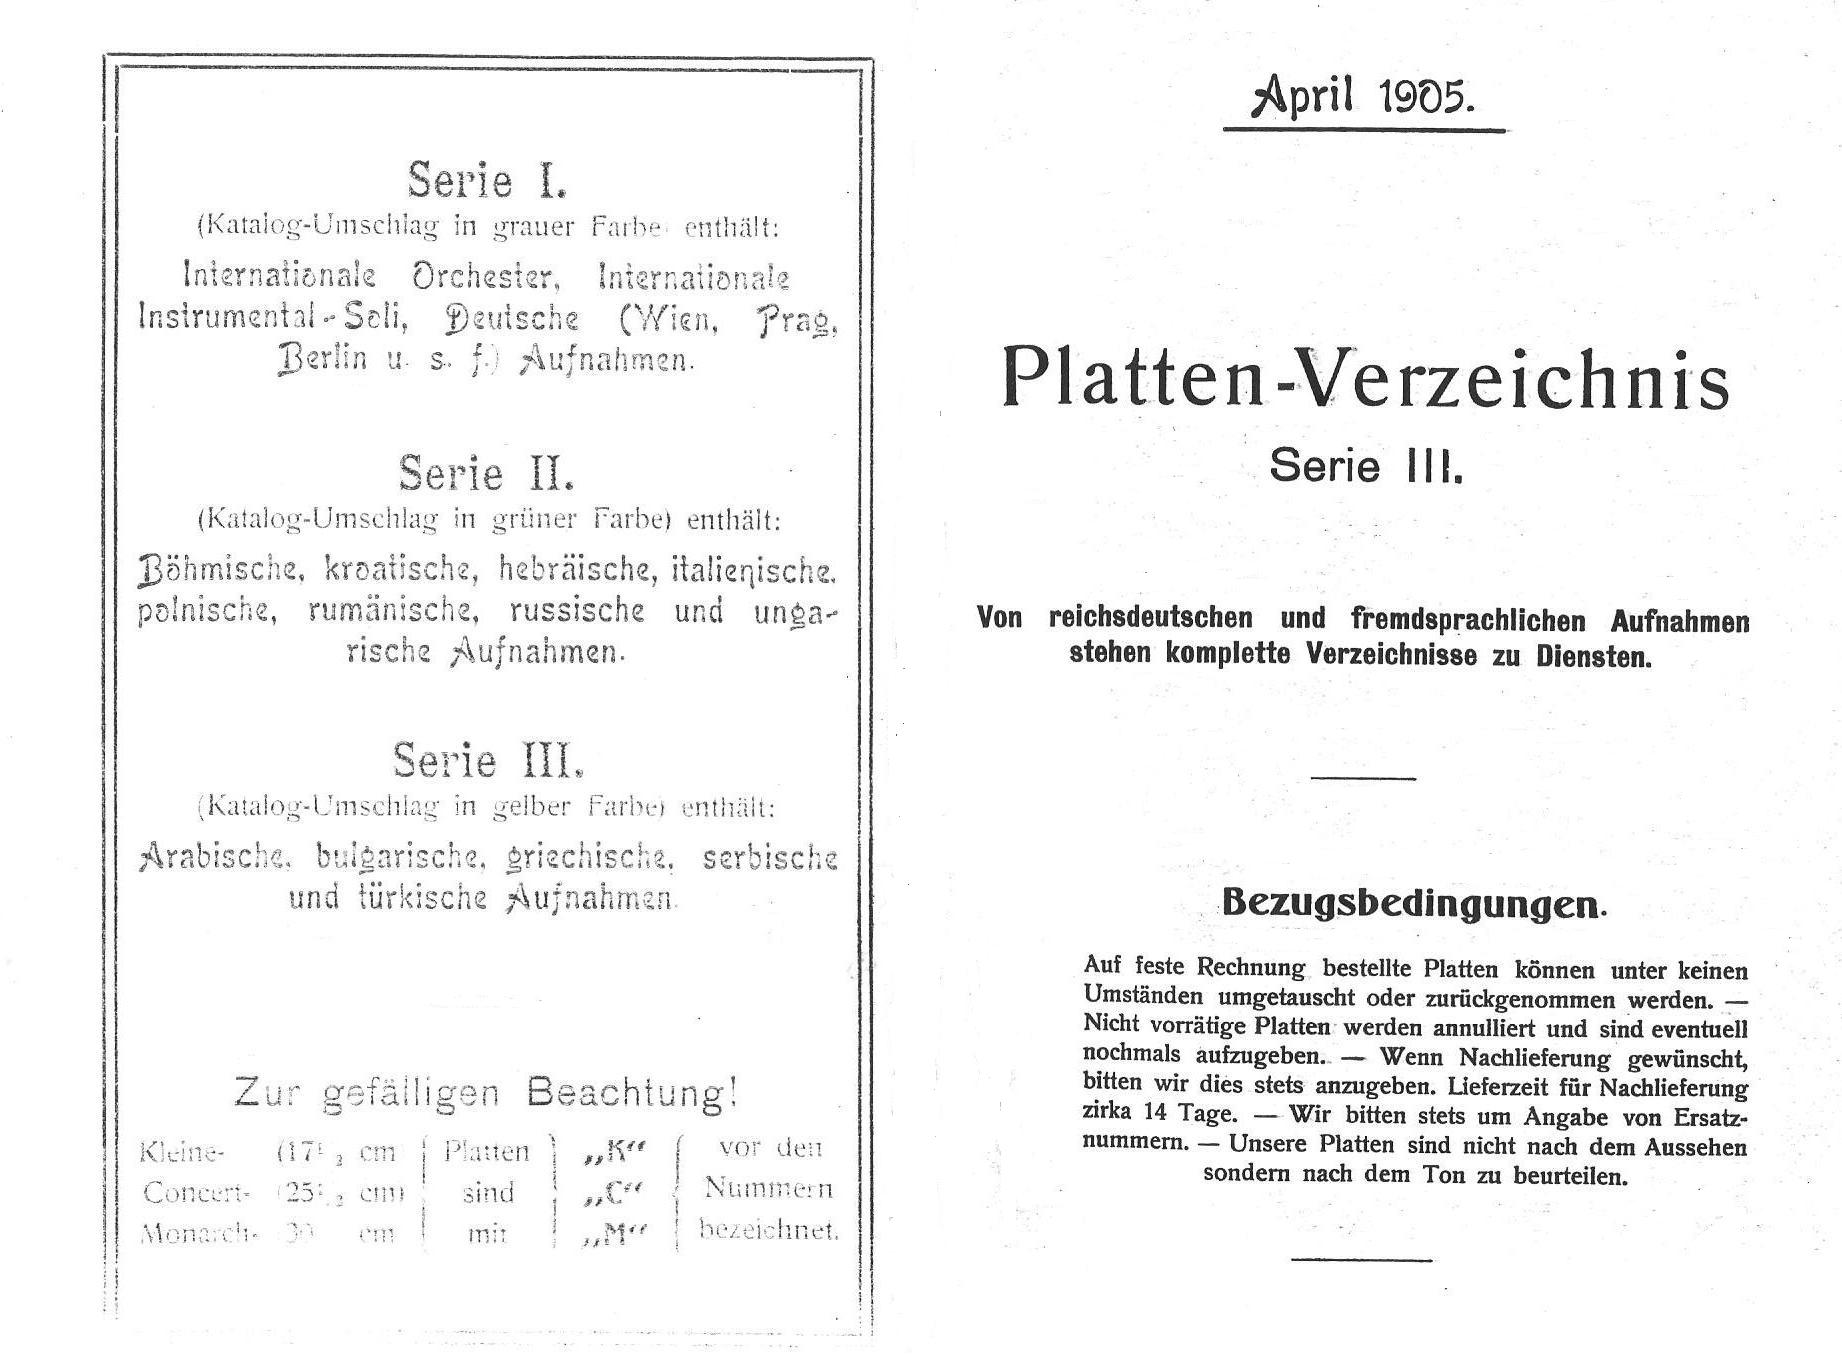 Serie I.
(Katalog-Umschlag in grauer Farbe enthält:
Internationale Orchester, Internationale
Instrumental-Soli, Deutsche (Wien, Prag,
Berlin u. s. f.) Aufnahmen.
Serie II.
(Katalog-Umschlag in grüner Farbe) enthält:
Böhmische, kroatische, hebräische, italienische,
polnische, rumänische, russische und unga-
rische Aufnahmen.
Serie III.
(Katalog-Umschlag in gelber Farbe) enthält:
Arabische, bulgarische, griechische, serbische
und türkische Aufnahmen.
Zur gefälligen Beachtung!
Kleine- (17½ cm Platten „K“ vor den
Concert- (25½ cm) sind „C“ Nummern
Monarch- 30 cm mit „M“ bezeichnet.
April 1905.
Platten-Verzeichnis
Serie III.
Von reichsdeutschen und fremdsprachlichen Aufnahmen
stehen komplette Verzeichnisse zu Diensten.
Bezugsbedingungen.
Auf feste Rechnung bestellte Platten können unter keinen
Umständen umgetauscht oder zurückgenommen werden. —
Nicht vorrätige Platten werden annulliert und sind eventuell
nochmals aufzugeben. — Wenn Nachlieferung gewünscht,
bitten wir dies stets anzugeben. Lieferzeit für Nachlieferung
zirka 14 Tage. — Wir bitten stets um Angabe von Ersatz-
nummern. — Unsere Platten sind nicht nach dem Aussehen
sondern nach dem Ton zu beurteilen.